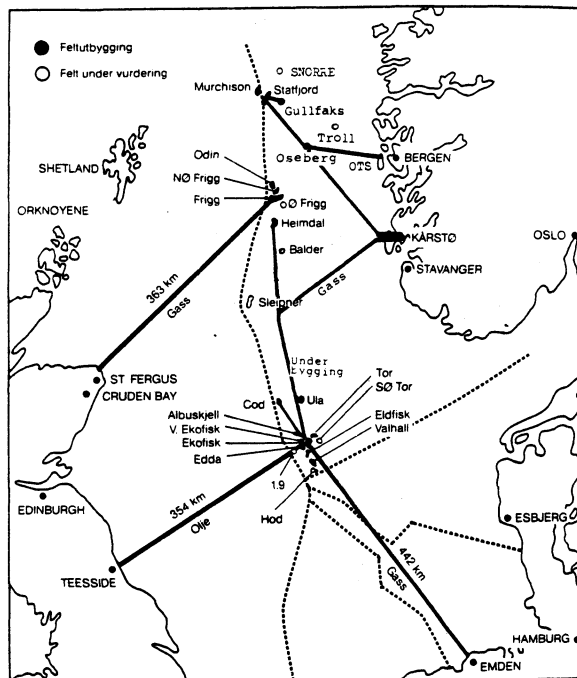 Feltutbygging
Felt under vurdering
SNORRE
Murchison
Statfjord
Gullfaks
Troll
Oseberg
OTS
BERGEN
SHETLAND
Odin
NØ Frigg
Frigg
Ø Frigg
ORKNØYENE
Heimdal
KÅRSTØ
OSLO
Balder
STAVANGER
363 km
Gass
Gass
Sleipner
Under
bygging
ST FERGUS
CRUDEN BAY
Tor
SØ Tor
Cod
Ula
Albuskjell
V. Ekofisk
Ekofisk
Edda
Eldfisk
Valhall
1.9
Hod
EDINBURGH
354 km
Olje
ESBJERG
442 km
Gass
TEESSIDE
HAMBURG
EMDEN